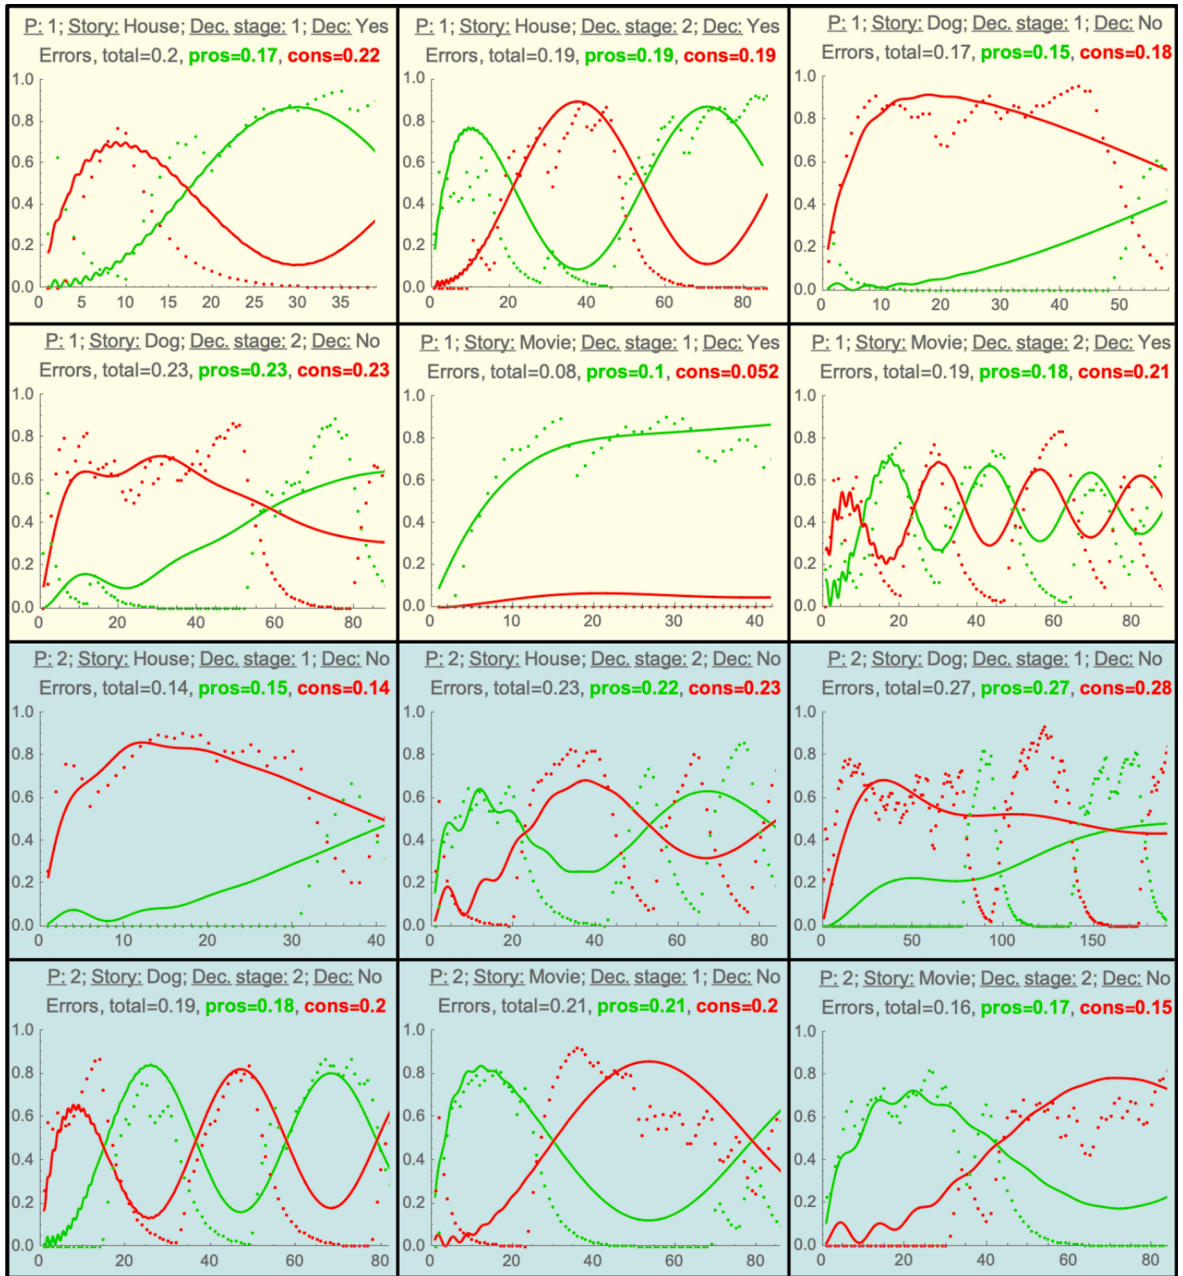 P: 1; Story: House; Dec. stage: 1; Dec: Yes
Errors, total=0.2, pros=0.17, cons=0.22
1.0
0.8
0.6
0.4
0.2
0.0
0 5 10 15 20 25 30 35
P: 1; Story: House; Dec. stage: 2; Dec: Yes
Errors, total=0.19, pros=0.19, cons=0.19
1.0
0.8
0.6
0.4
0.2
0.0
0 20 40 60 80
P: 1; Story: Dog; Dec. stage: 1; Dec: No
Errors, total=0.17, pros=0.15, cons=0.18
1.0
0.8
0.6
0.4
0.2
0.0
0 10 20 30 40 50
P: 1; Story: Dog; Dec. stage: 2; Dec: No
Errors, total=0.23, pros=0.23, cons=0.23
1.0
0.8
0.6
0.4
0.2
0.0
0 20 40 60 80
P: 1; Story: Movie; Dec. stage: 1; Dec: Yes
Errors, total=0.08, pros=0.1, cons=0.052
1.0
0.8
0.6
0.4
0.2
0.0
0 10 20 30 40
P: 1; Story: Movie; Dec. stage: 2; Dec: Yes
Errors, total=0.19, pros=0.18, cons=0.21
1.0
0.8
0.6
0.4
0.2
0.0
0 20 40 60 80
P: 2; Story: House; Dec. stage: 1; Dec: No
Errors, total=0.14, pros=0.15, cons=0.14
1.0
0.8
0.6
0.4
0.2
0.0
0 10 20 30 40
P: 2; Story: House; Dec. stage: 2; Dec: No
Errors, total=0.23, pros=0.22, cons=0.23
1.0
0.8
0.6
0.4
0.2
0.0
0 20 40 60 80
P: 2; Story: Dog; Dec. stage: 1; Dec: No
Errors, total=0.27, pros=0.27, cons=0.28
1.0
0.8
0.6
0.4
0.2
0.0
0 50 100 150
P: 2; Story: Dog; Dec. stage: 2; Dec: No
Errors, total=0.19, pros=0.18, cons=0.2
1.0
0.8
0.6
0.4
0.2
0.0
0 20 40 60 80
P: 2; Story: Movie; Dec. stage: 1; Dec: No
Errors, total=0.21, pros=0.21, cons=0.2
1.0
0.8
0.6
0.4
0.2
0.0
0 20 40 60 80
P: 2; Story: Movie; Dec. stage: 2; Dec: No
Errors, total=0.16, pros=0.17, cons=0.15
1.0
0.8
0.6
0.4
0.2
0.0
0 20 40 60 80